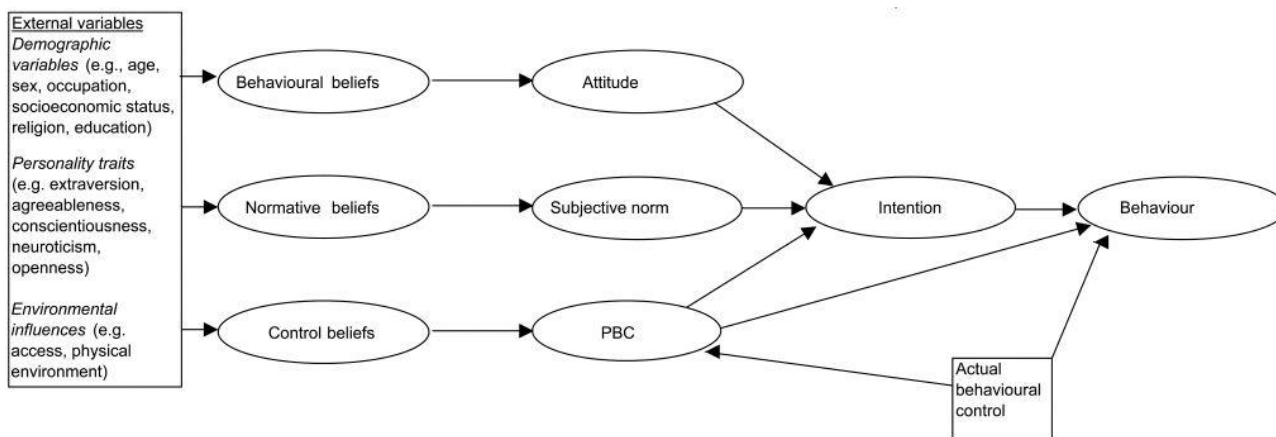 External variables
Demographic
variables (e.g., age,
sex, occupation,
socioeconomic status,
religion, education)
Personality traits
(e.g. extraversion,
agreeableness,
conscientiousness,
neuroticism,
openness)
Environmental
influences (e.g.
access, physical
environment)
Behavioural beliefs
Attitude
Normative beliefs
Subjective norm
Intention
Behaviour
Control beliefs
PBC
Actual
behavioural
control